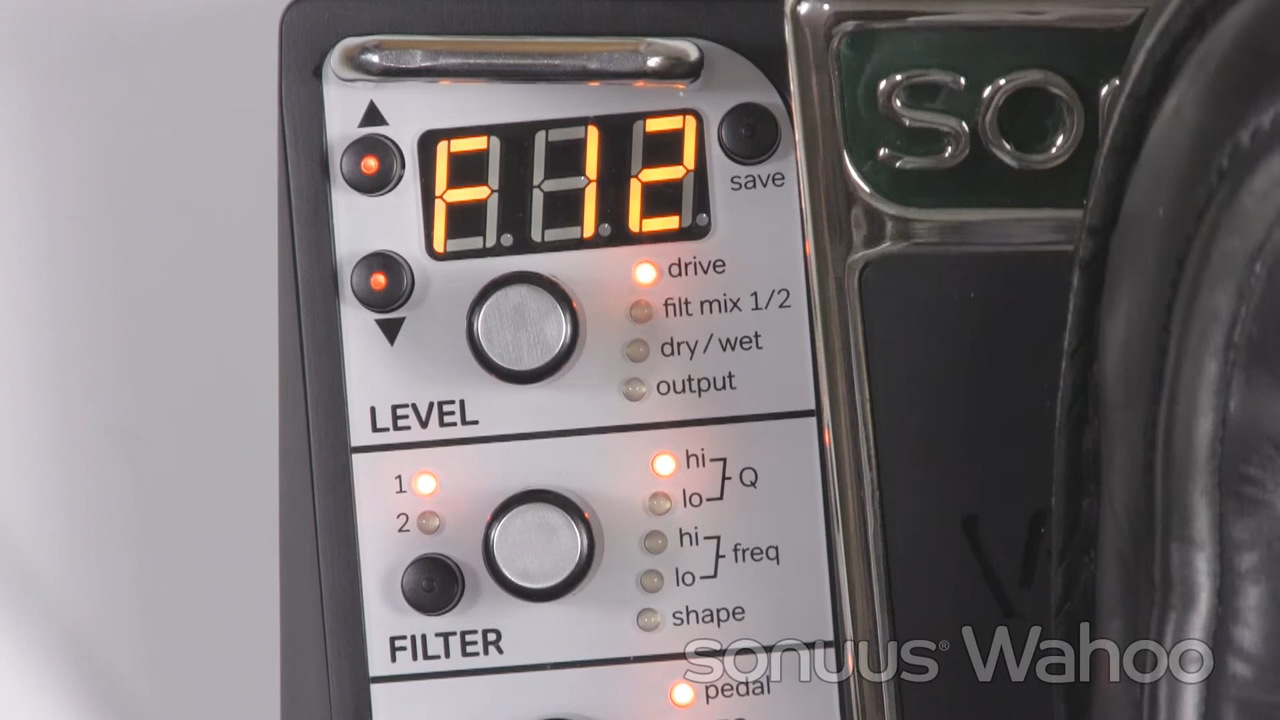 SO
F12
save
drive
filt mix 1/2
dry/wet
output
LEVEL
1
2
hi
lo
Q
hi
lo
freq
shape
FILTER
pedal
sonuus® Wahoo